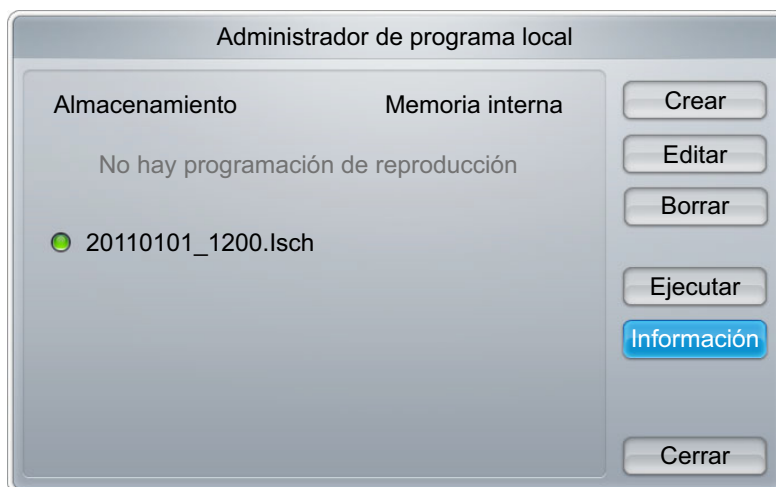 Administrador de programa local
Almacenamiento Memoria interna
No hay programación de reproducción
20110101_1200.lsch
Crear
Editar
Borrar
Ejecutar
Información
Cerrar